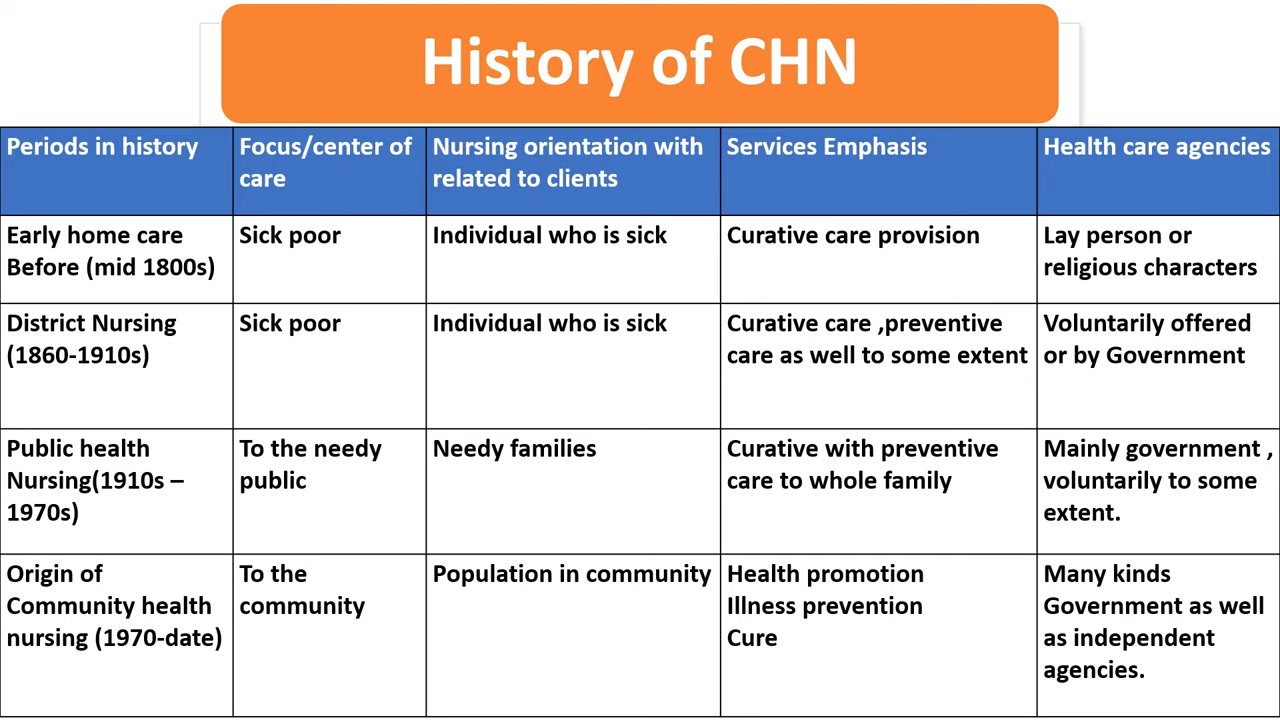 History of CHN
Periods in history
Focus/center of
care
Nursing orientation with
related to clients
Services Emphasis
Health care agencies
Early home care
Before (mid 1800s)
Sick poor
Individual who is sick
Curative care provision
Lay person or
religious characters
District Nursing
(1860-1910s)
Sick poor
Individual who is sick
Curative care ,preventive
care as well to some extent
Voluntarily offered
or by Government
Public health
Nursing(1910s –
1970s)
To the needy
public
Needy families
Curative with preventive
care to whole family
Mainly government ,
voluntarily to some
extent.
Origin of
Community health
nursing (1970-date)
To the
community
Population in community
Health promotion
Illness prevention
Cure
Many kinds
Government as well
as independent
agencies.